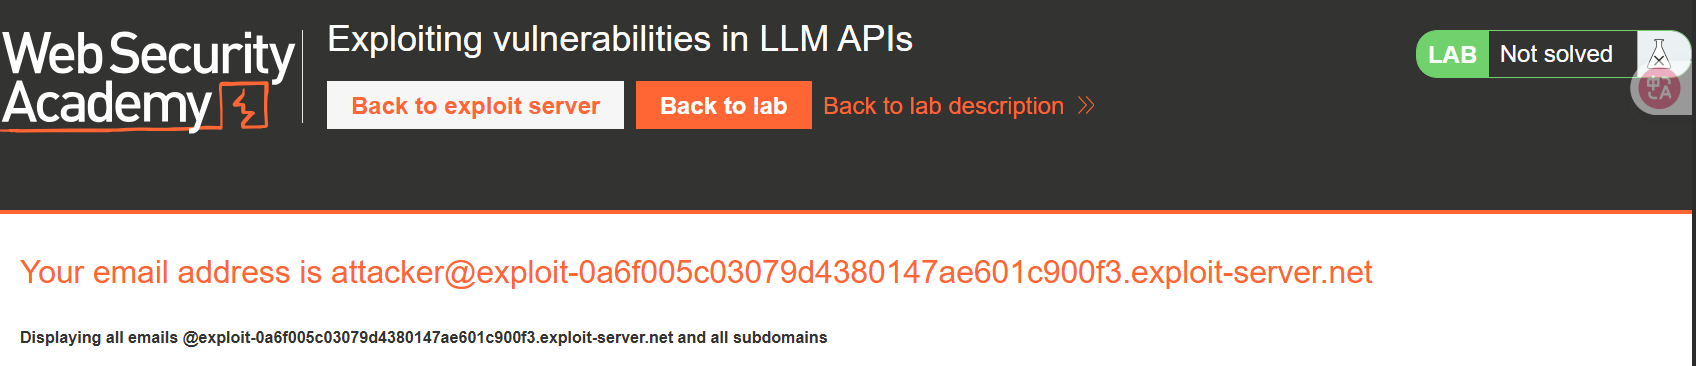 Web Security
Academy
Exploiting vulnerabilities in LLM APIs
Back to exploit server
Back to lab
Back to lab description
LAB
Not solved
中A
Your email address is attacker@exploit-0a6f005c03079d4380147ae601c900f3.exploit-server.net
Displaying all emails @exploit-0a6f005c03079d4380147ae601c900f3.exploit-server.net and all subdomains